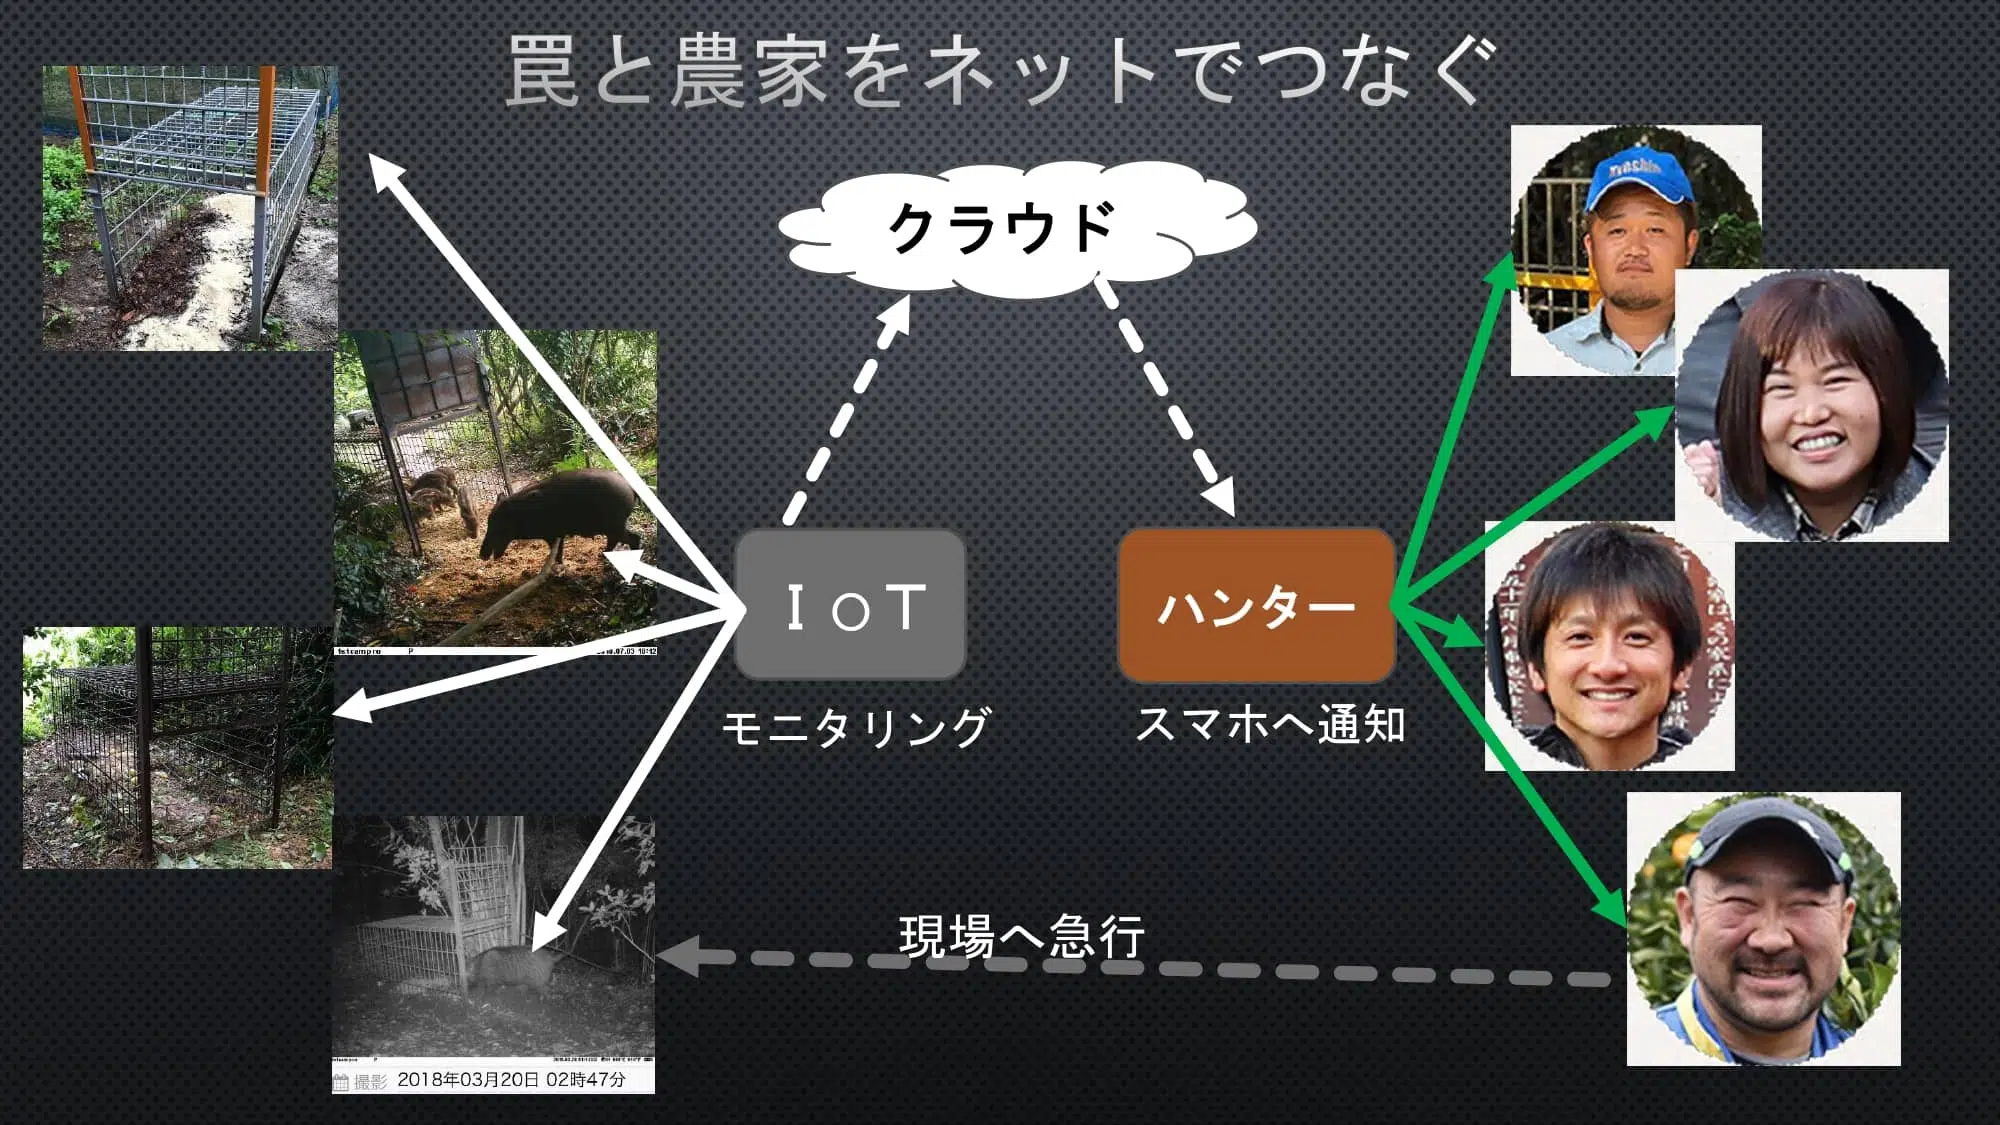 罠と農家をネットでつなぐ
クラウド
ＩｏＴ
ハンター
モニタリング
スマホへ通知
現場へ急行
撮影 2018年03月20日 02時47分